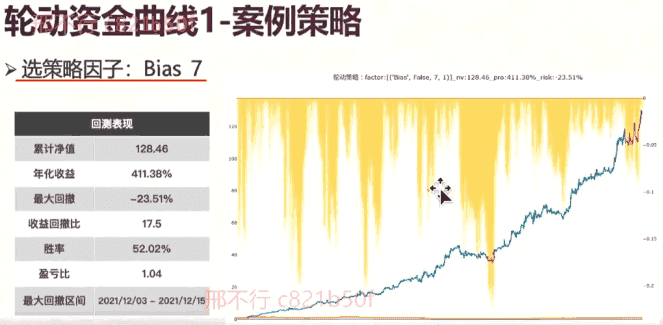 轮动资金曲线1-案例策略
选策略因子：Bias 7
回测表现
累计净值 128.46
年化收益 411.38%
最大回撤 -23.51%
收益回撤比 17.5
胜率 52.02%
盈亏比 1.04
最大回撤区间 2021/12/03 - 2021/12/15
轮动策略：factor:[('Bias', False, 7, 1)]_nv:128.46_pro:411.38%_risk:-23.51%
120
100
80
60
40
20
0
0
-0.05
-0.1
-0.15
-0.2
邢不行 c821b50f